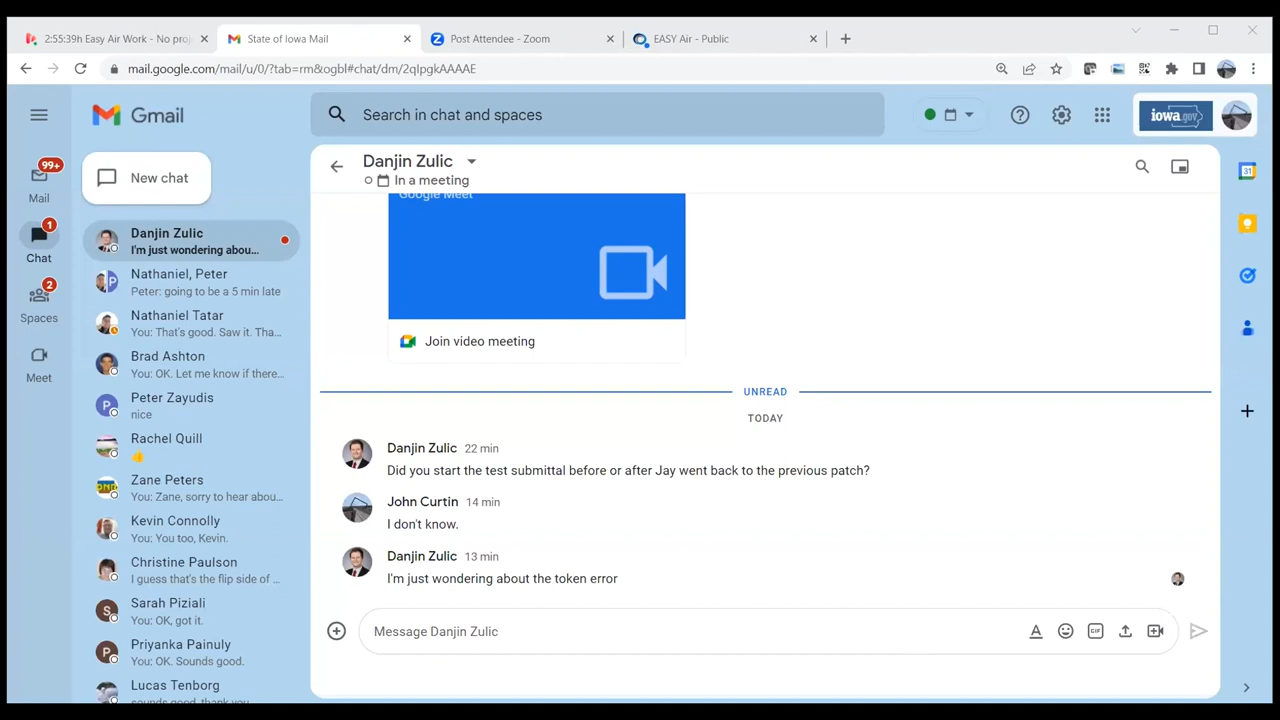 2:55:39h Easy Air Work - No proj
State of Iowa Mail
Post Attendee - Zoom
EASY Air - Public
mail.google.com/mail/u/0/?tab=rm&ogbl#chat/dm/2qIpgkAAAAE
Gmail
Search in chat and spaces
iowa.gov
99+
Mail
1
Chat
2
Spaces
Meet
New chat
Danjin Zulic
I'm just wondering abou...
Nathaniel, Peter
Peter: going to be a 5 min late
Nathaniel Tatar
You: That's good. Saw it. Tha...
Brad Ashton
You: OK. Let me know if there...
P
Peter Zayudis
nice
Rachel Quill
Zane Peters
You: Zane, sorry to hear abou...
Kevin Connolly
You: You too, Kevin.
Christine Paulson
I guess that's the flip side of ...
S
Sarah Piziali
You: OK, got it.
P
Priyanka Painuly
You: OK. Sounds good.
Lucas Tenborg
sounds good, thank you
Danjin Zulic
In a meeting
Google Meet
Join video meeting
UNREAD
TODAY
Danjin Zulic 22 min
Did you start the test submittal before or after Jay went back to the previous patch?
John Curtin 14 min
I don't know.
Danjin Zulic 13 min
I'm just wondering about the token error
Message Danjin Zulic
GIF
31